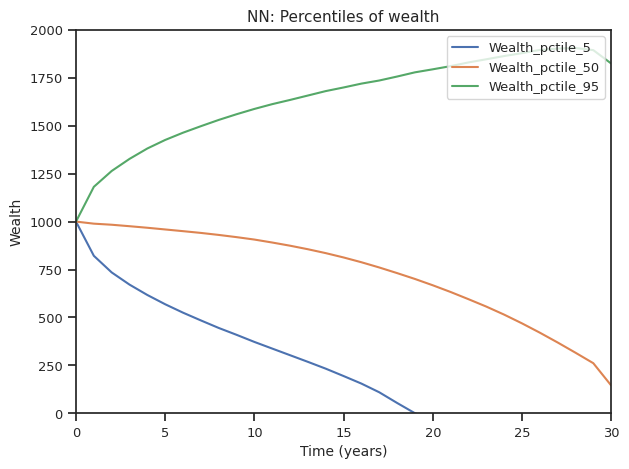 NN: Percentiles of wealth
Wealth_pctile_5
Wealth_pctile_50
Wealth_pctile_95
2000
1750
1500
1250
1000
750
500
250
0
Wealth
0 5 10 15 20 25 30
Time (years)